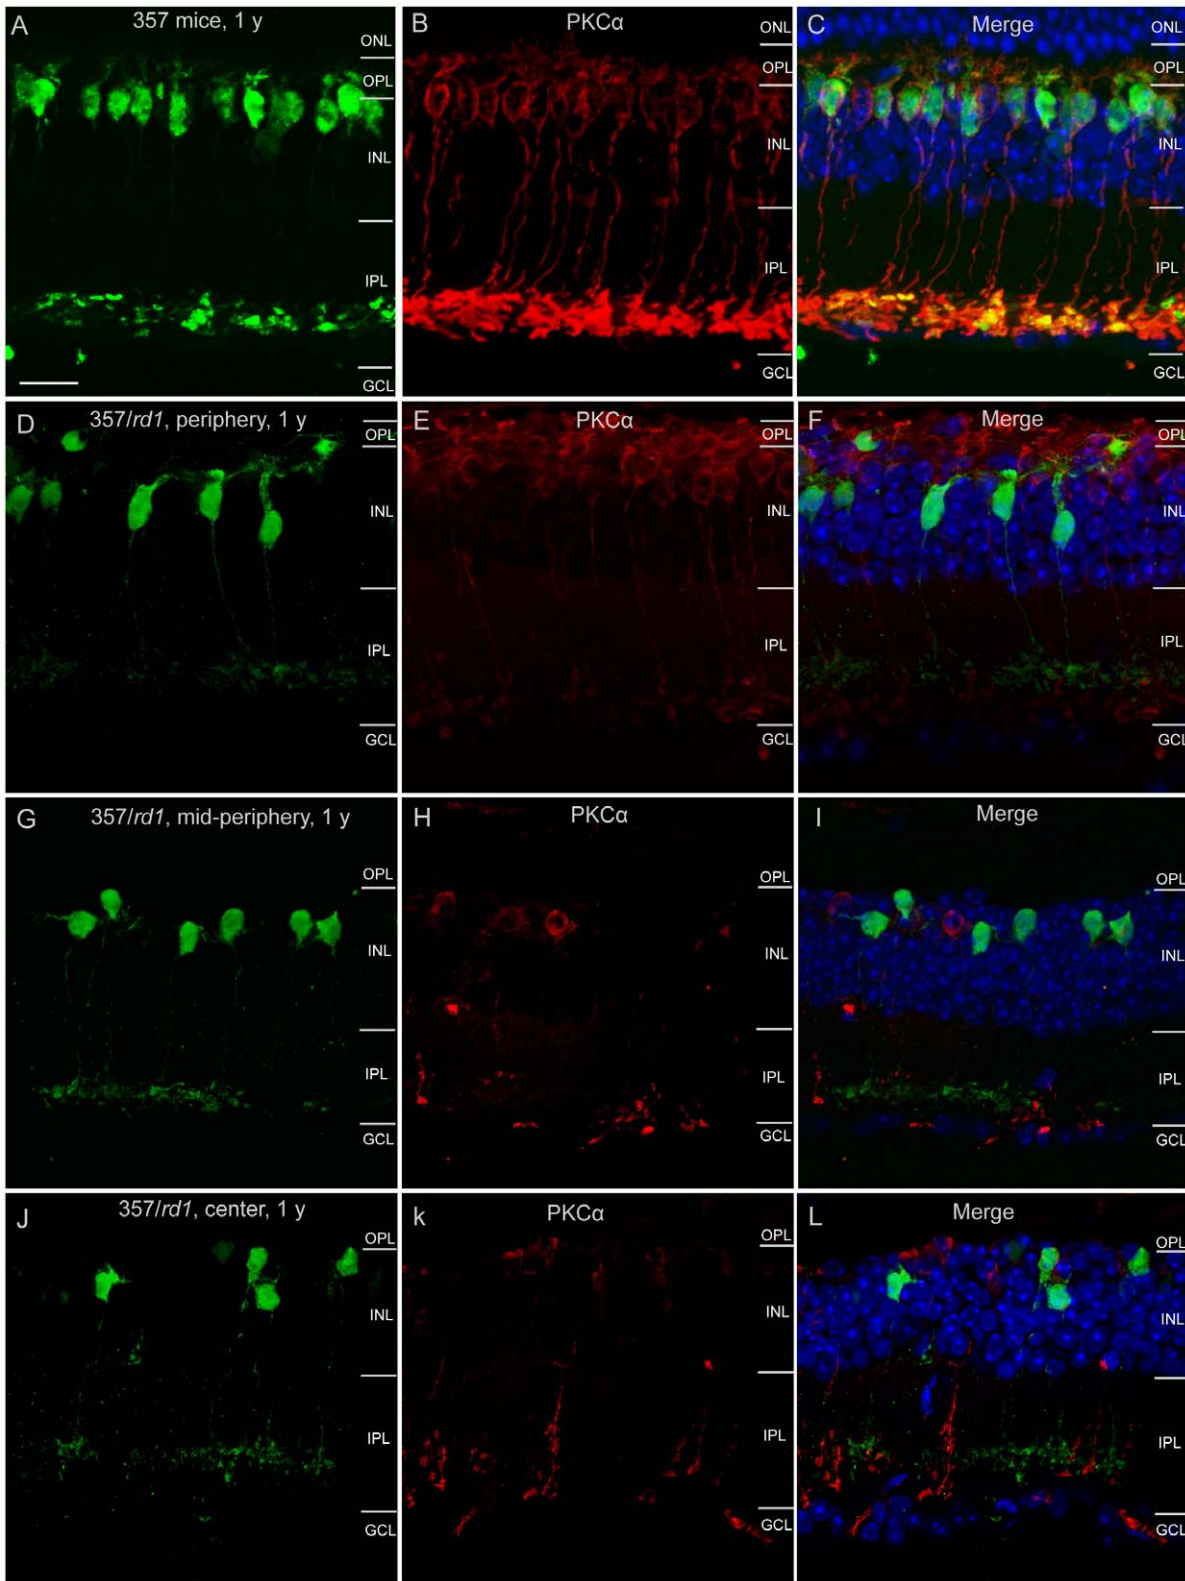 A 357 mice, 1 y
ONL
OPL
INL
IPL
GCL
B PKCα
ONL
OPL
INL
IPL
GCL
C Merge
ONL
OPL
INL
IPL
GCL
D 357/rd1, periphery, 1 y
OPL
INL
IPL
GCL
E PKCα
OPL
INL
IPL
GCL
F Merge
OPL
INL
IPL
GCL
G 357/rd1, mid-periphery, 1 y
OPL
INL
IPL
GCL
H PKCα
OPL
INL
IPL
GCL
I Merge
OPL
INL
IPL
GCL
J 357/rd1, center, 1 y
OPL
INL
IPL
GCL
k PKCα
OPL
INL
IPL
GCL
L Merge
OPL
INL
IPL
GCL